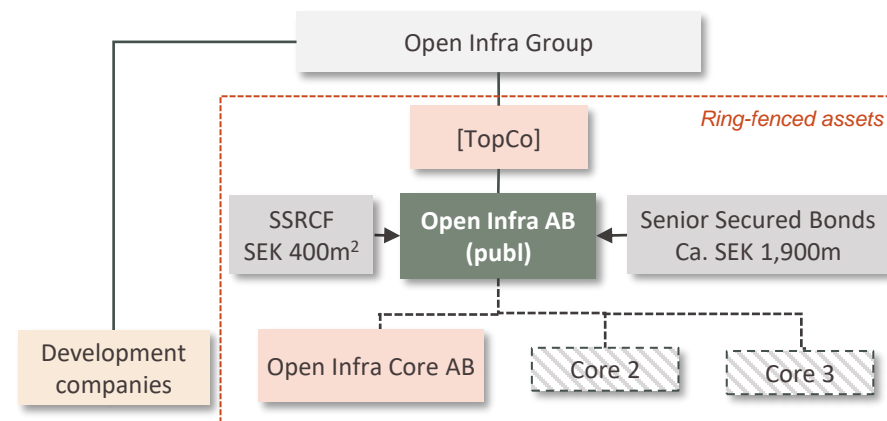 Open Infra Group
Ring-fenced assets
[TopCo]
SSRCF
SEK 400m²
Open Infra AB
(publ)
Senior Secured Bonds
Ca. SEK 1,900m
Development
companies
Open Infra Core AB
Core 2
Core 3